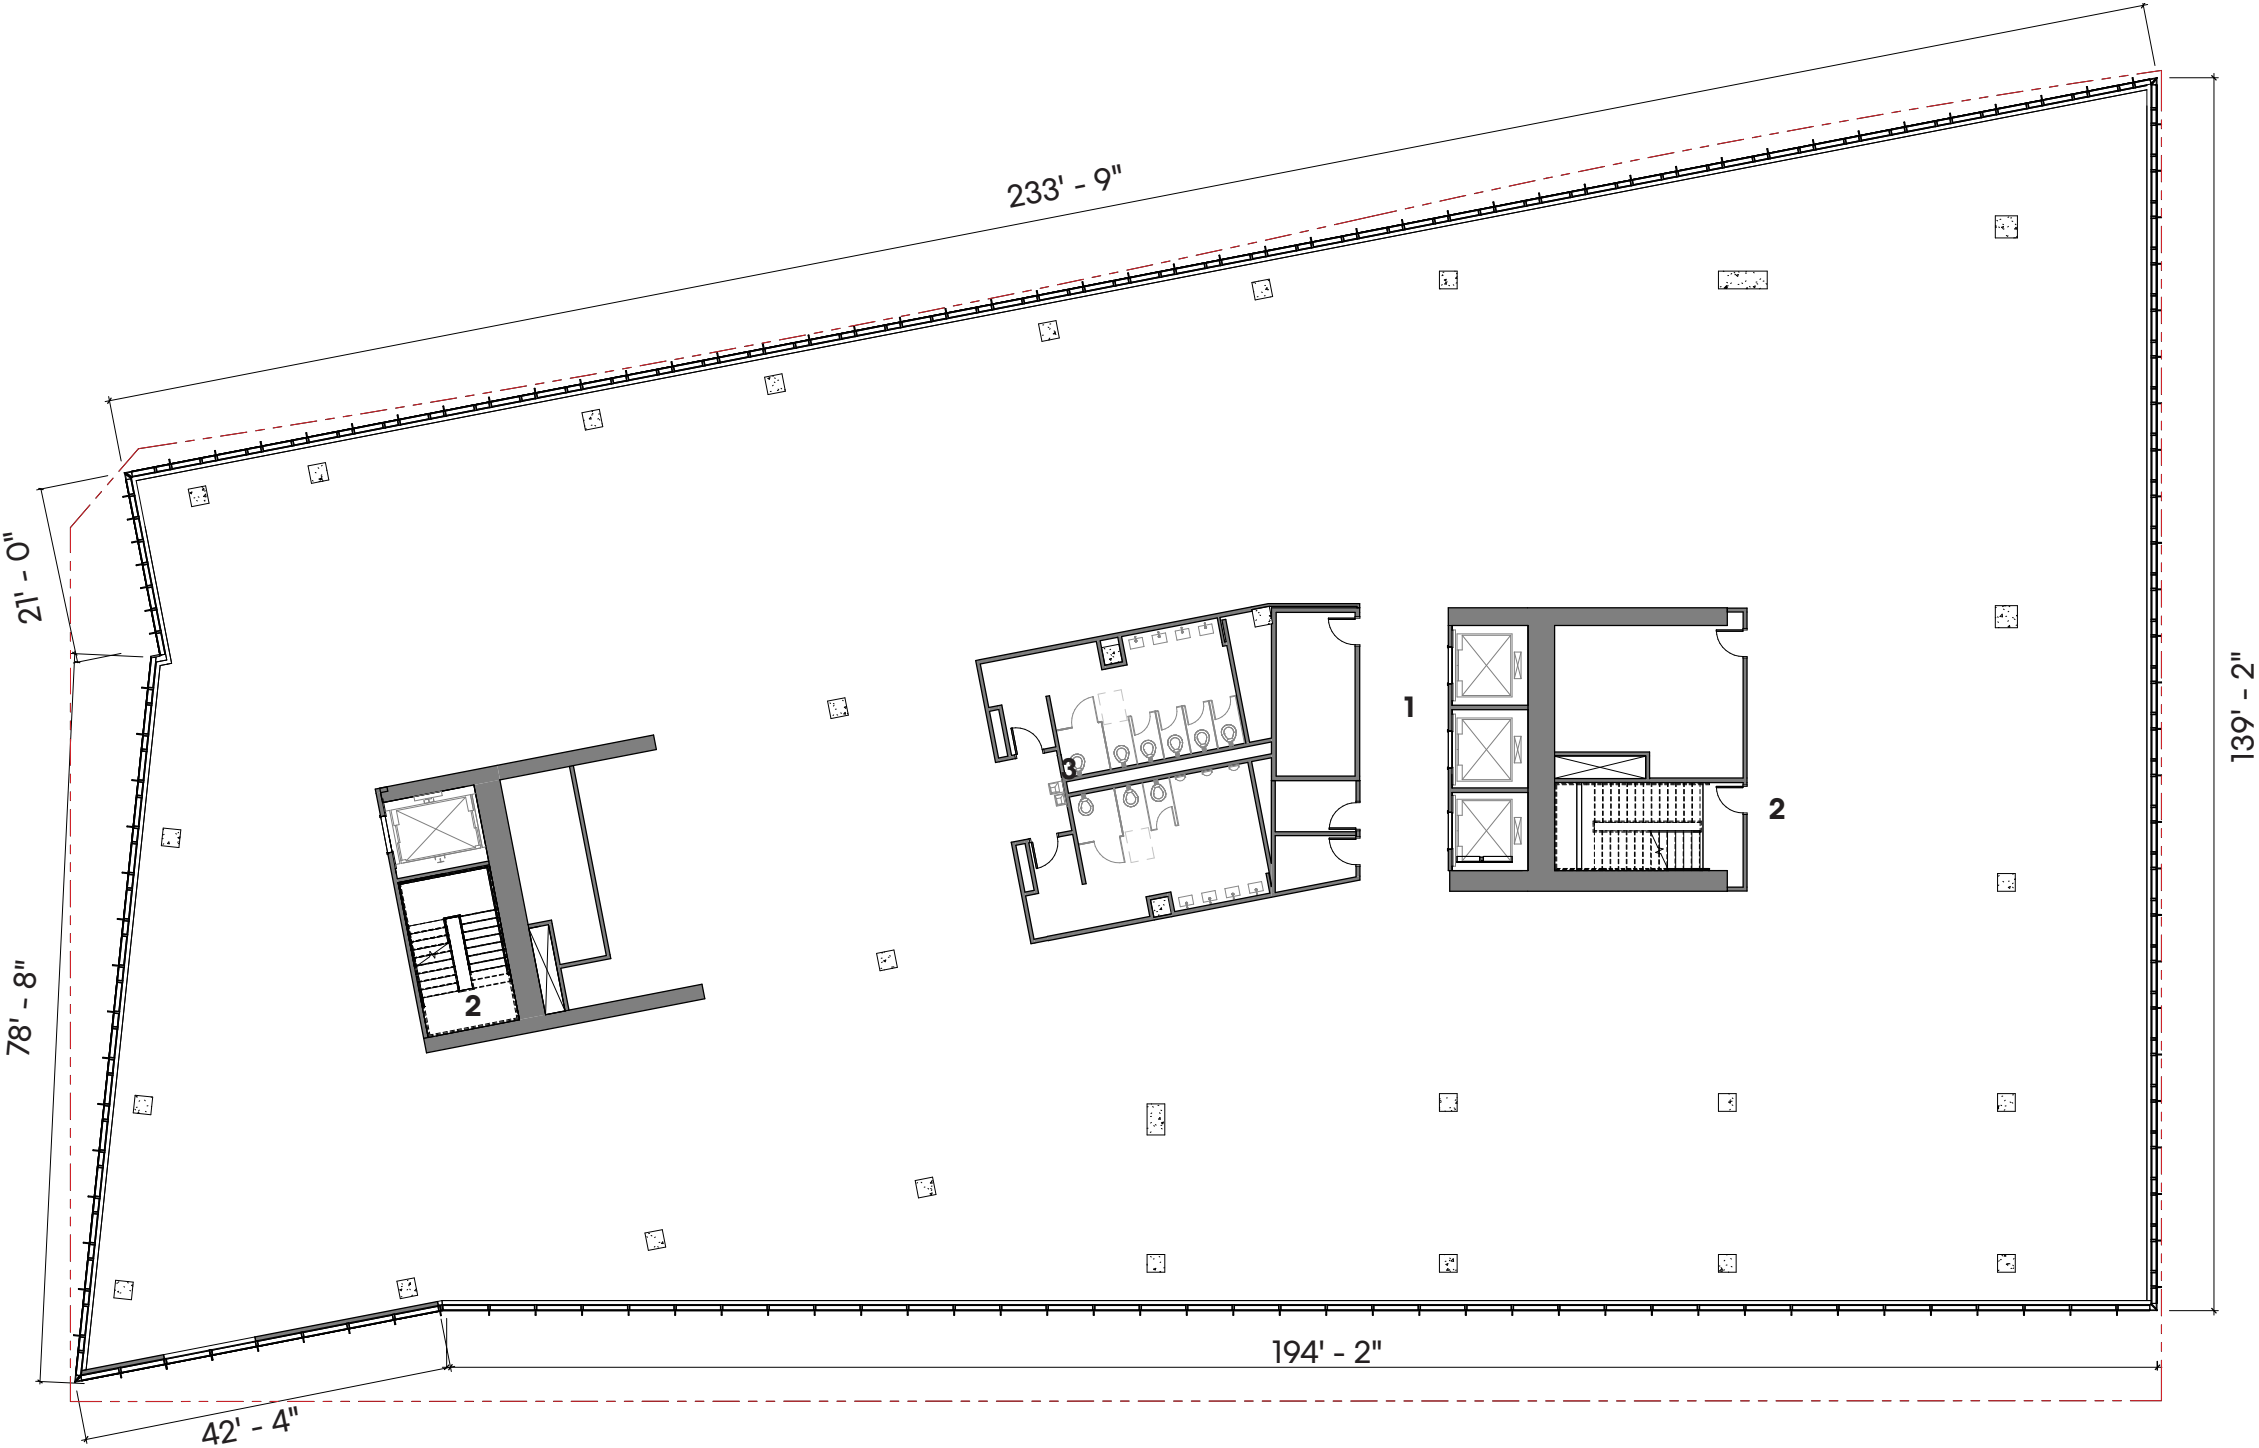 233' - 9"
21' - 0"
139' - 2"
1
2
3
78' - 8"
2
194' - 2"
42' - 4"